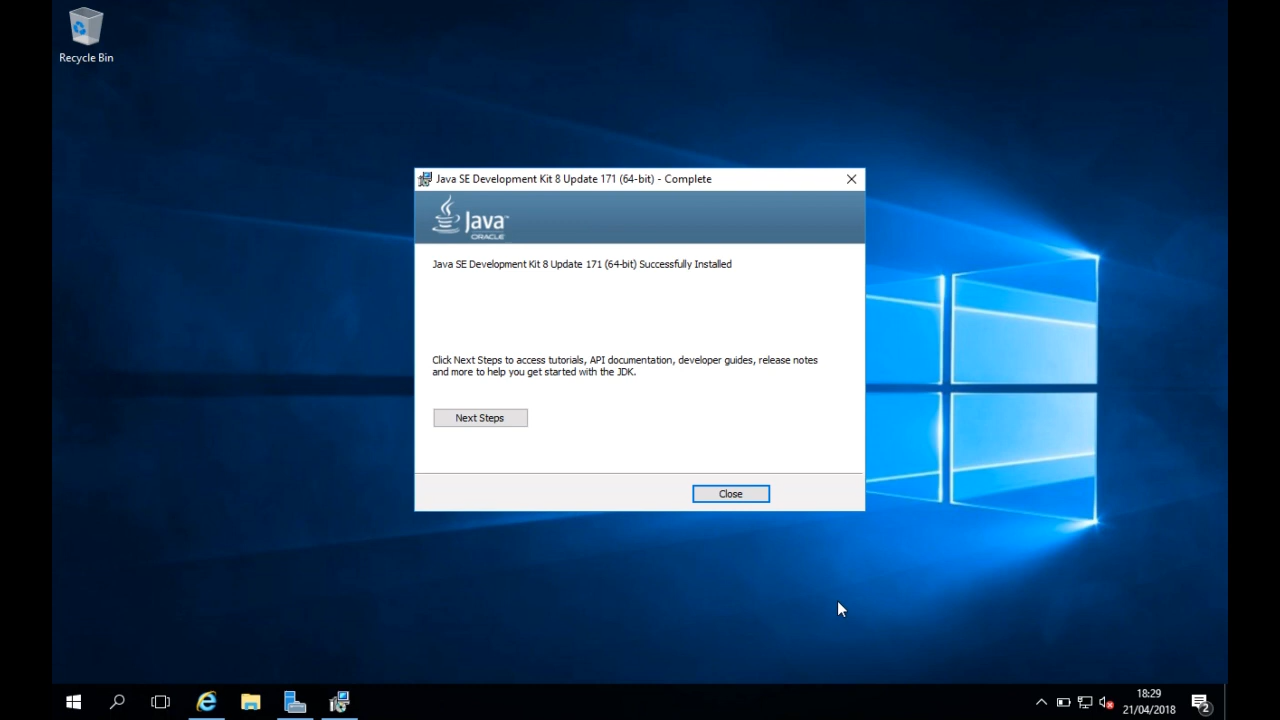 Recycle Bin
Java SE Development Kit 8 Update 171 (64-bit) - Complete
Java™
ORACLE
Java SE Development Kit 8 Update 171 (64-bit) Successfully Installed
Click Next Steps to access tutorials, API documentation, developer guides, release notes
and more to help you get started with the JDK.
Next Steps
Close
18:29
21/04/2018
2